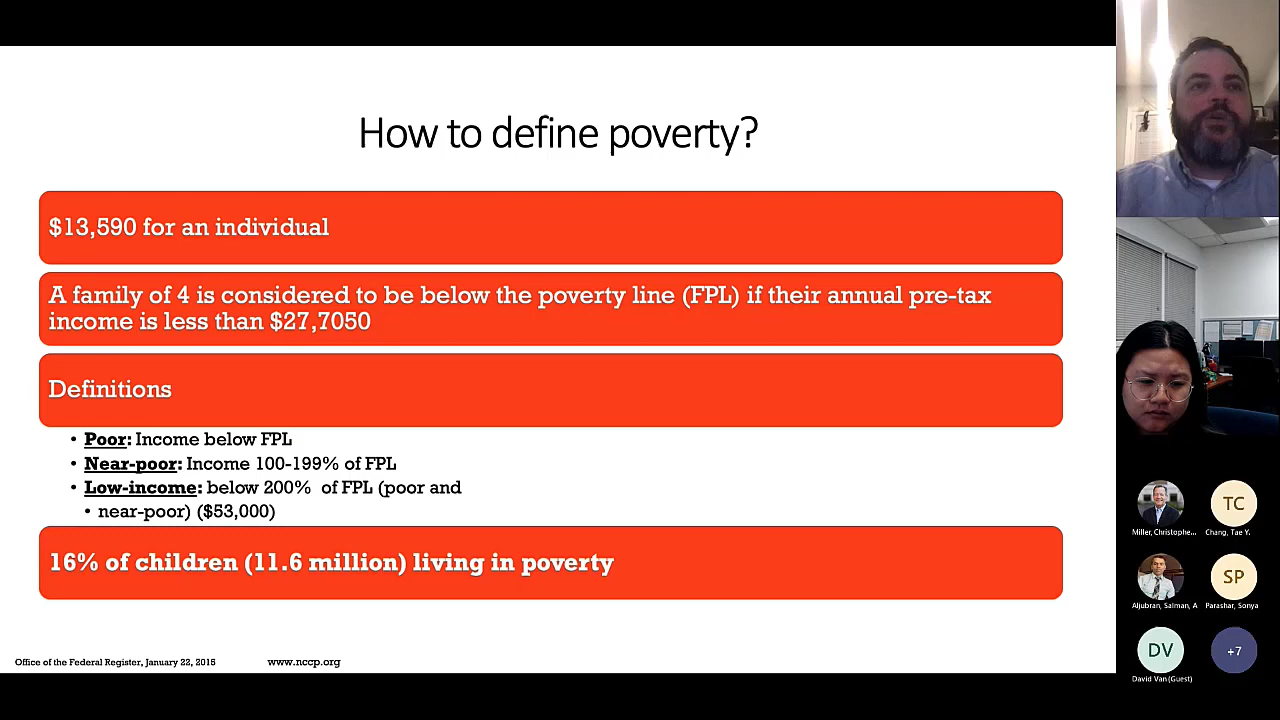 How to define poverty?
$13,590 for an individual
A family of 4 is considered to be below the poverty line (FPL) if their annual pre-tax
income is less than $27,7050
Definitions
• Poor: Income below FPL
• Near-poor: Income 100-199% of FPL
• Low-income: below 200% of FPL (poor and
• near-poor) ($53,000)
16% of children (11.6 million) living in poverty
Office of the Federal Register, January 22, 2015
www.nccp.org
TC
Miller, Christophe...
Chang, Tae Y.
SP
Aljubran, Salman, A
Parashar, Sonya
DV
+7
David Van (Guest)